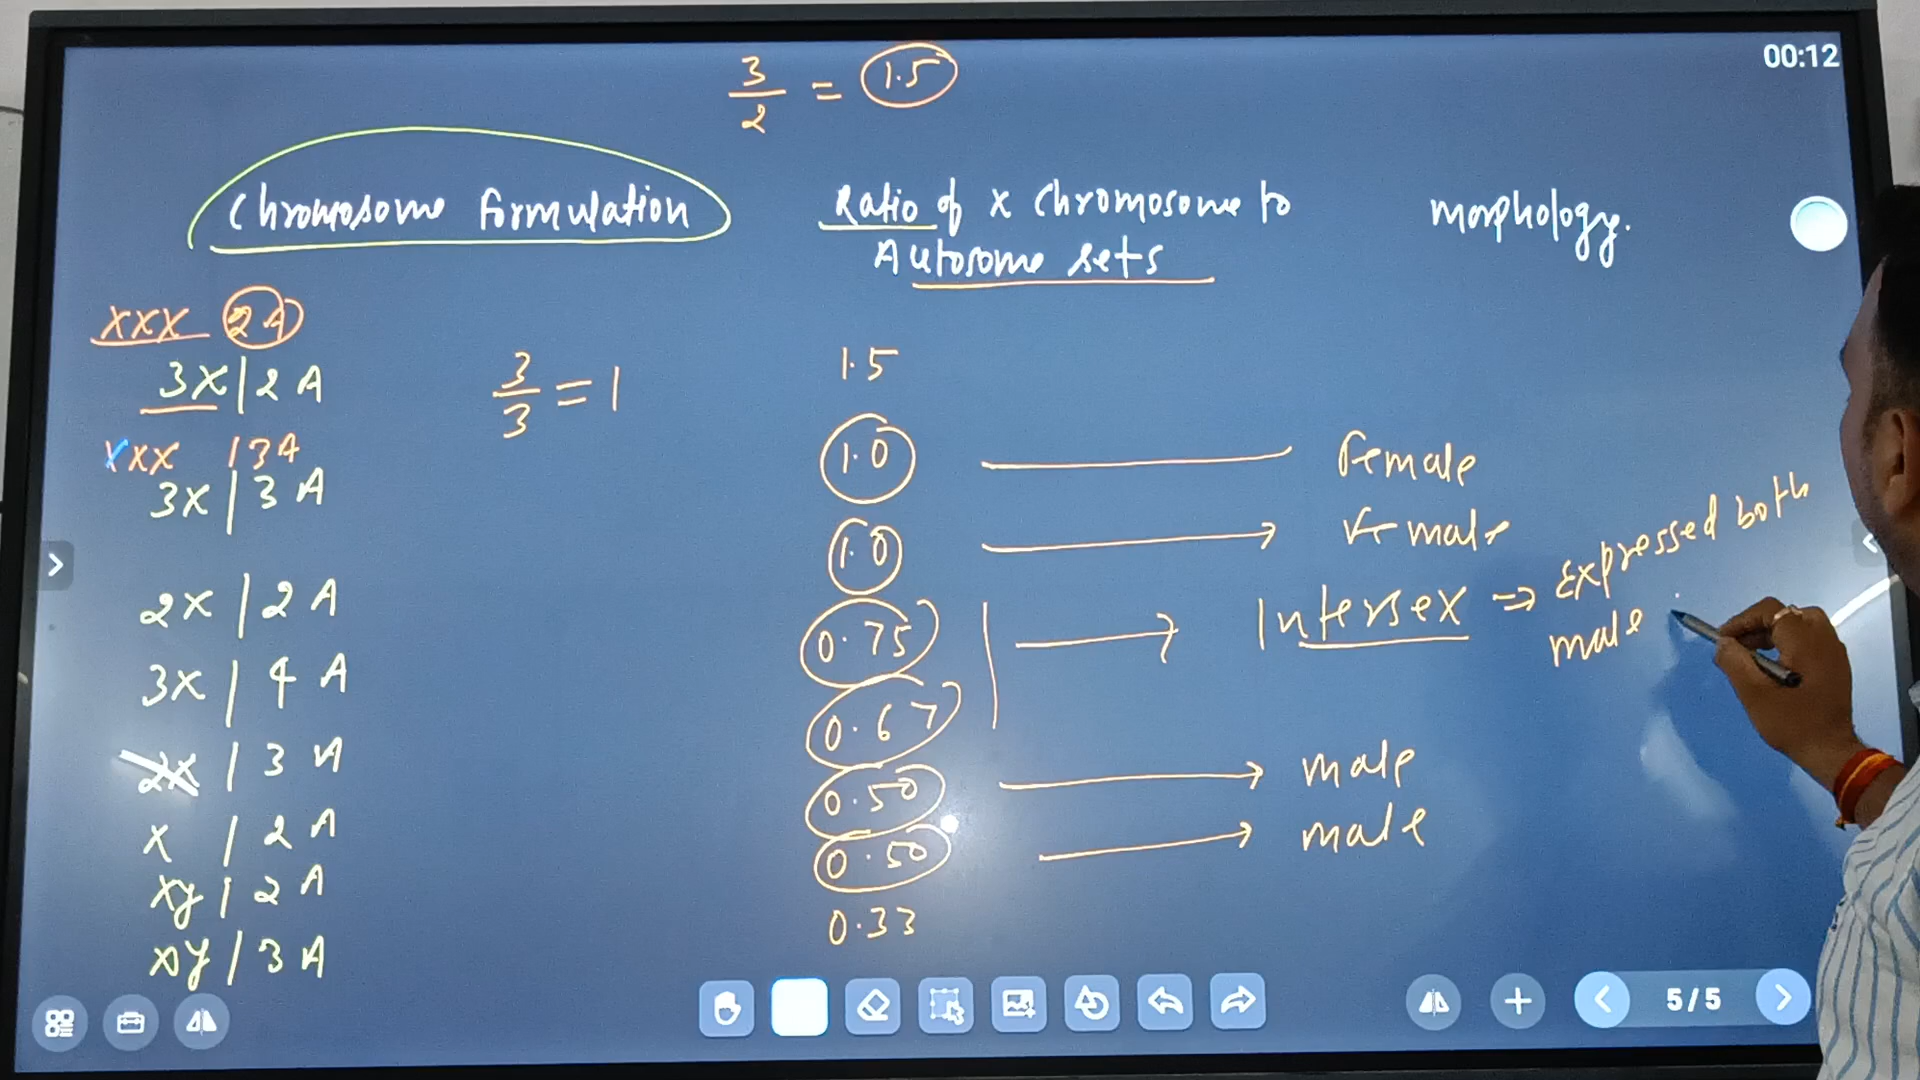 00:12
3/2 = 1.5
Chromosome Formulation
Ratio of X Chromosome to Autosome sets
morphology.
XXX 2A
3X | 2A
3/3 = 1
1.5
XXX | 3A
3X | 3A
1.0
Female
1.0
2X | 2A
0.75
Intersex ⇒ Expressed both
male
3X | 4A
0.67
2X | 3A
0.50
male
X | 2A
0.50
male
XY | 2A
0.33
XY | 3A
5/5